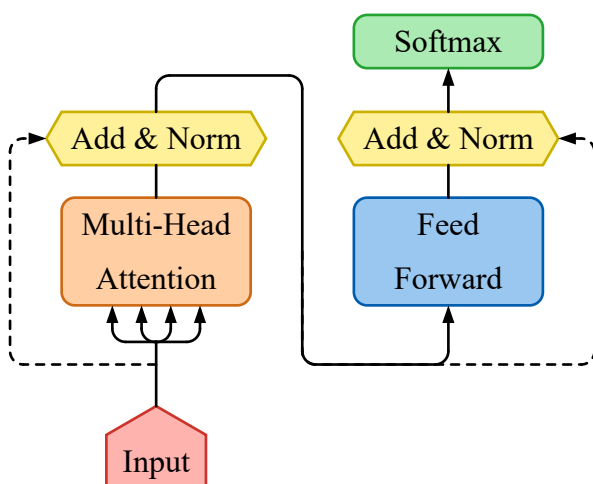 Softmax
Add & Norm
Add & Norm
Multi-Head
Attention
Feed
Forward
Input